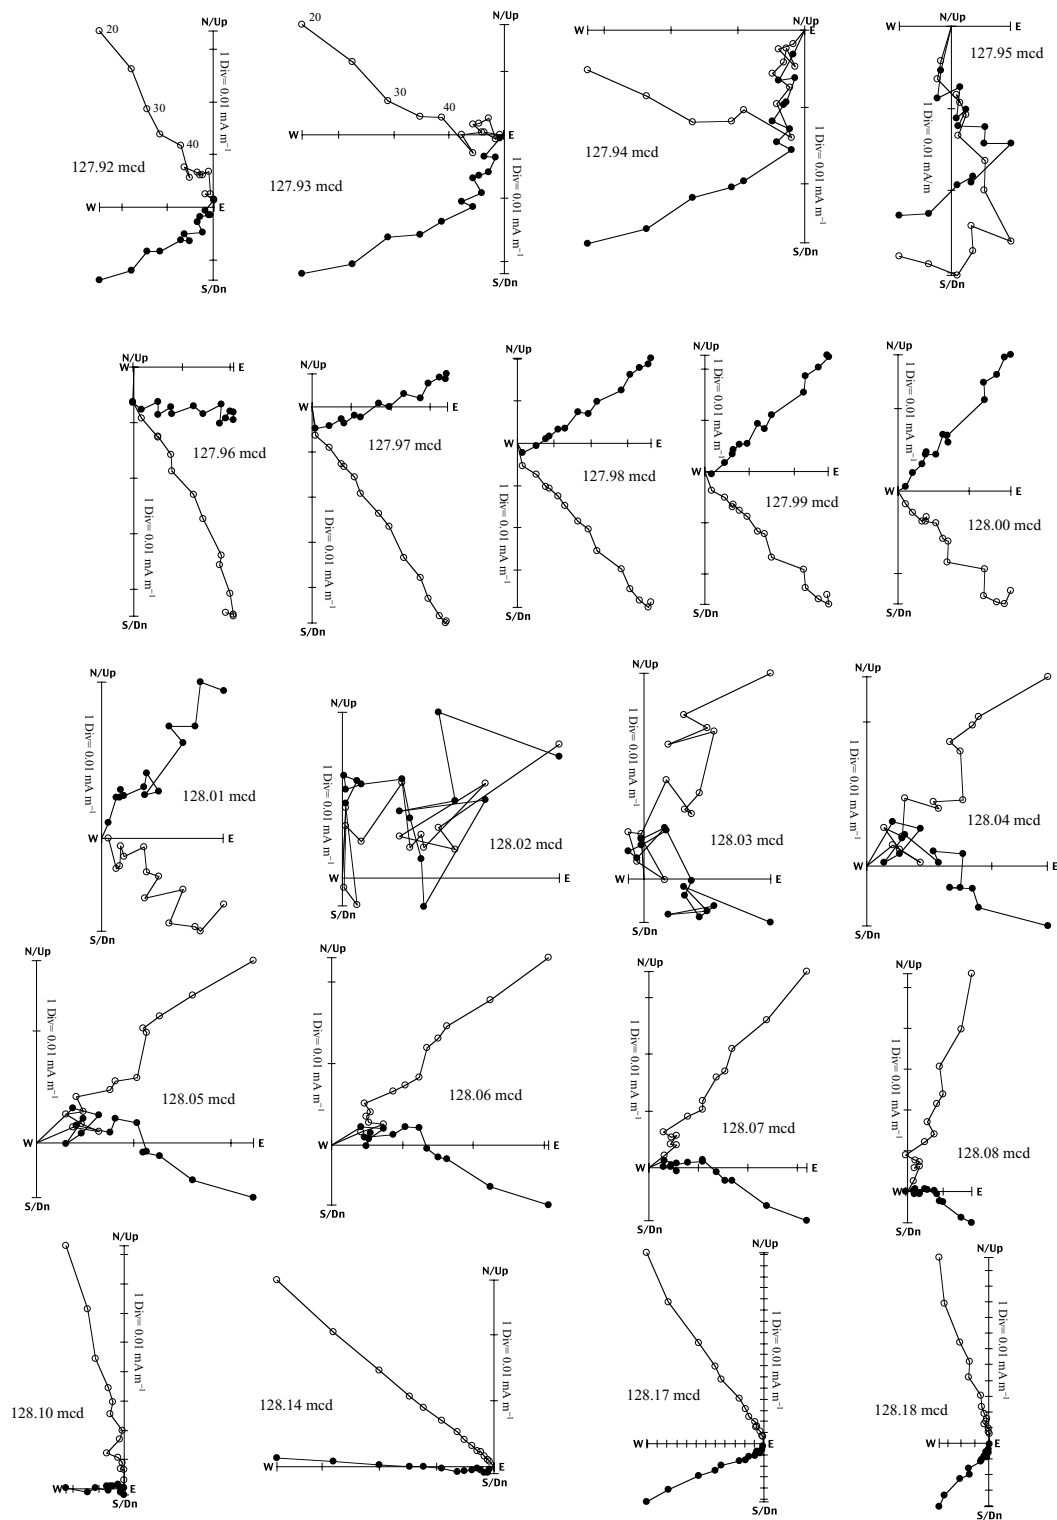 N/Up
20
1 Div= 0.01 mA m⁻¹
30
40
127.92 mcd
W
E
S/Dn
N/Up
20
30
40
W
E
127.93 mcd
1 Div= 0.01 mA m⁻¹
S/Dn
N/Up
W
E
127.94 mcd
1 Div= 0.01 mA m⁻¹
S/Dn
N/Up
W
E
127.95 mcd
1 Div= 0.01 mA/m
S/Dn
N/Up
W
E
127.96 mcd
1 Div= 0.01 mA m⁻¹
S/Dn
N/Up
W
E
127.97 mcd
1 Div= 0.01 mA m⁻¹
S/Dn
N/Up
1 Div= 0.01 mA m⁻¹
W
E
127.98 mcd
S/Dn
N/Up
1 Div= 0.01 mA m⁻¹
W
E
127.99 mcd
S/Dn
N/Up
1 Div= 0.01 mA m⁻¹
W
E
128.00 mcd
S/Dn
N/Up
1 Div= 0.01 mA m⁻¹
128.01 mcd
W
E
S/Dn
N/Up
1 Div= 0.01 mA m⁻¹
128.02 mcd
W
E
S/Dn
N/Up
1 Div= 0.01 mA m⁻¹
128.03 mcd
W
E
S/Dn
N/Up
1 Div= 0.01 mA m⁻¹
128.04 mcd
W
E
S/Dn
N/Up
1 Div= 0.01 mA m⁻¹
128.05 mcd
W
E
S/Dn
N/Up
1 Div= 0.01 mA m⁻¹
128.06 mcd
W
E
S/Dn
N/Up
1 Div= 0.01 mA m⁻¹
128.07 mcd
W
E
S/Dn
N/Up
1 Div= 0.01 mA m⁻¹
128.08 mcd
W
E
S/Dn
N/Up
1 Div= 0.01 mA m⁻¹
128.10 mcd
W
E
S/Dn
N/Up
1 Div= 0.01 mA m⁻¹
128.14 mcd
W
E
S/Dn
N/Up
1 Div= 0.01 mA m⁻¹
128.17 mcd
W
E
S/Dn
N/Up
1 Div= 0.01 mA m⁻¹
128.18 mcd
W
E
S/Dn